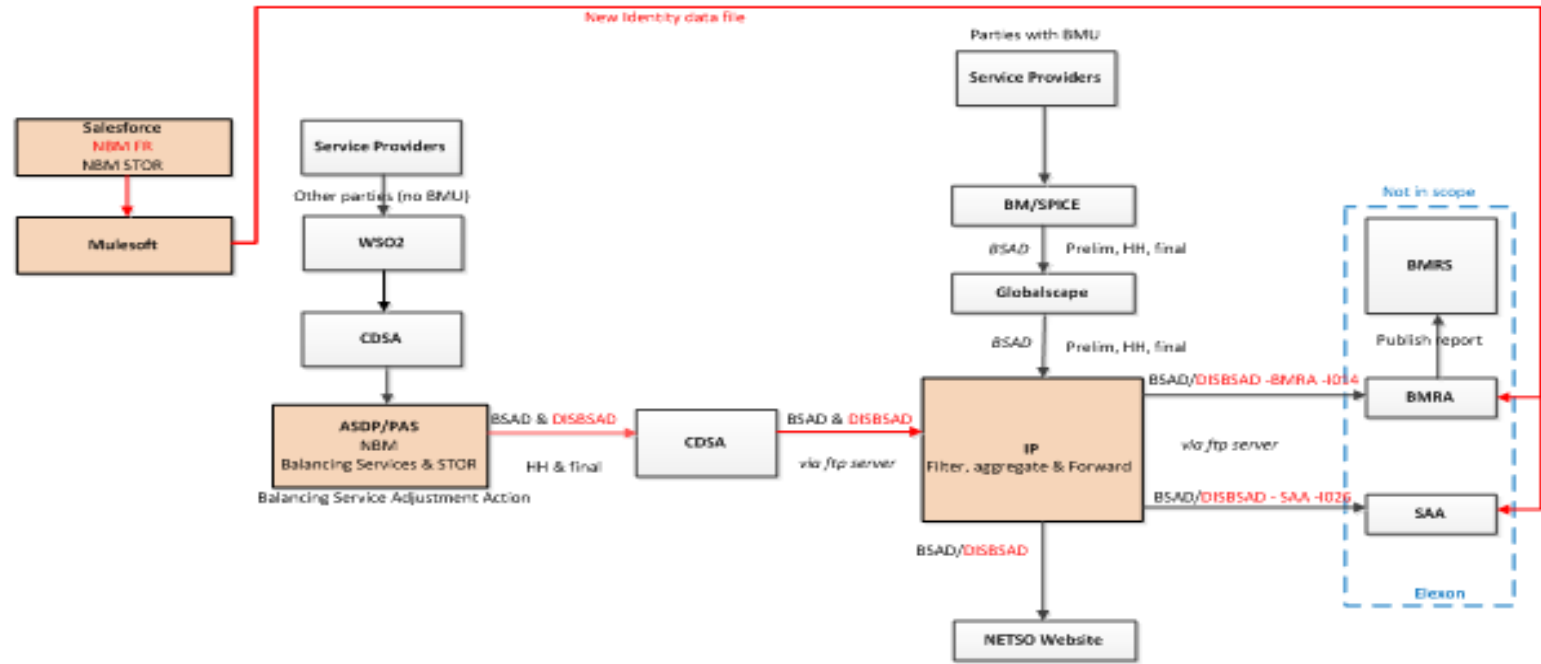 New Identity data file
Parties with BMU
Service Providers
Salesforce
NBM FR
NBM STOR
Service Providers
Other parties (no BMU)
Mulesoft
WSO2
BM/SPICE
Not in scope
BSAD
Prelim, HH, final
BMRS
Globalscape
CDSA
BSAD
Prelim, HH, final
Publish report
BSAD/DISBSAD -BMRA -I014
BMRA
ASDP/PAS
NBM
Balancing Services & STOR
BSAD & DISBSAD
HH & final
CDSA
BSAD & DISBSAD
via ftp server
IP
Filter, aggregate & Forward
via ftp server
Balancing Service Adjustment Action
BSAD/DISBSAD - SAA -I026
SAA
BSAD/DISBSAD
Elexon
NETSO Website